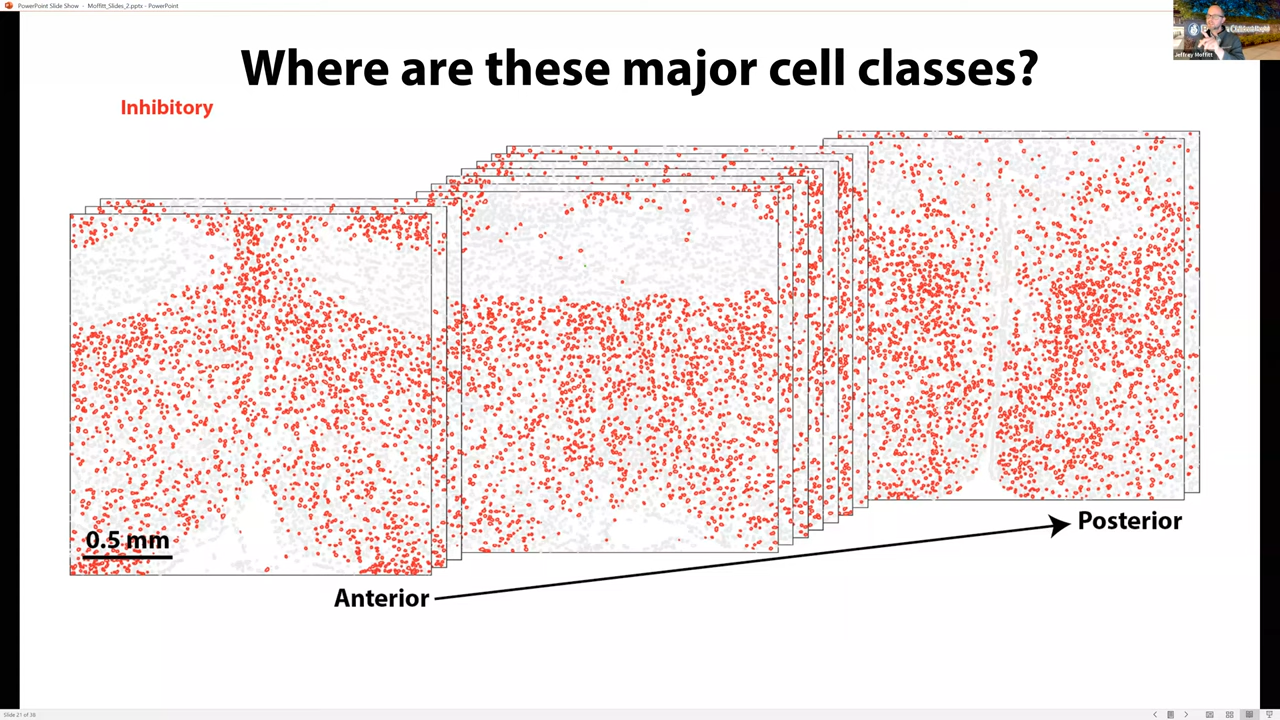 PowerPoint Slide Show - Moffitt_Slides_2.pptx - PowerPoint
Jeffrey Moffitt
Where are these major cell classes?
Inhibitory
0.5 mm
Anterior
Posterior
Slide 21 of 38